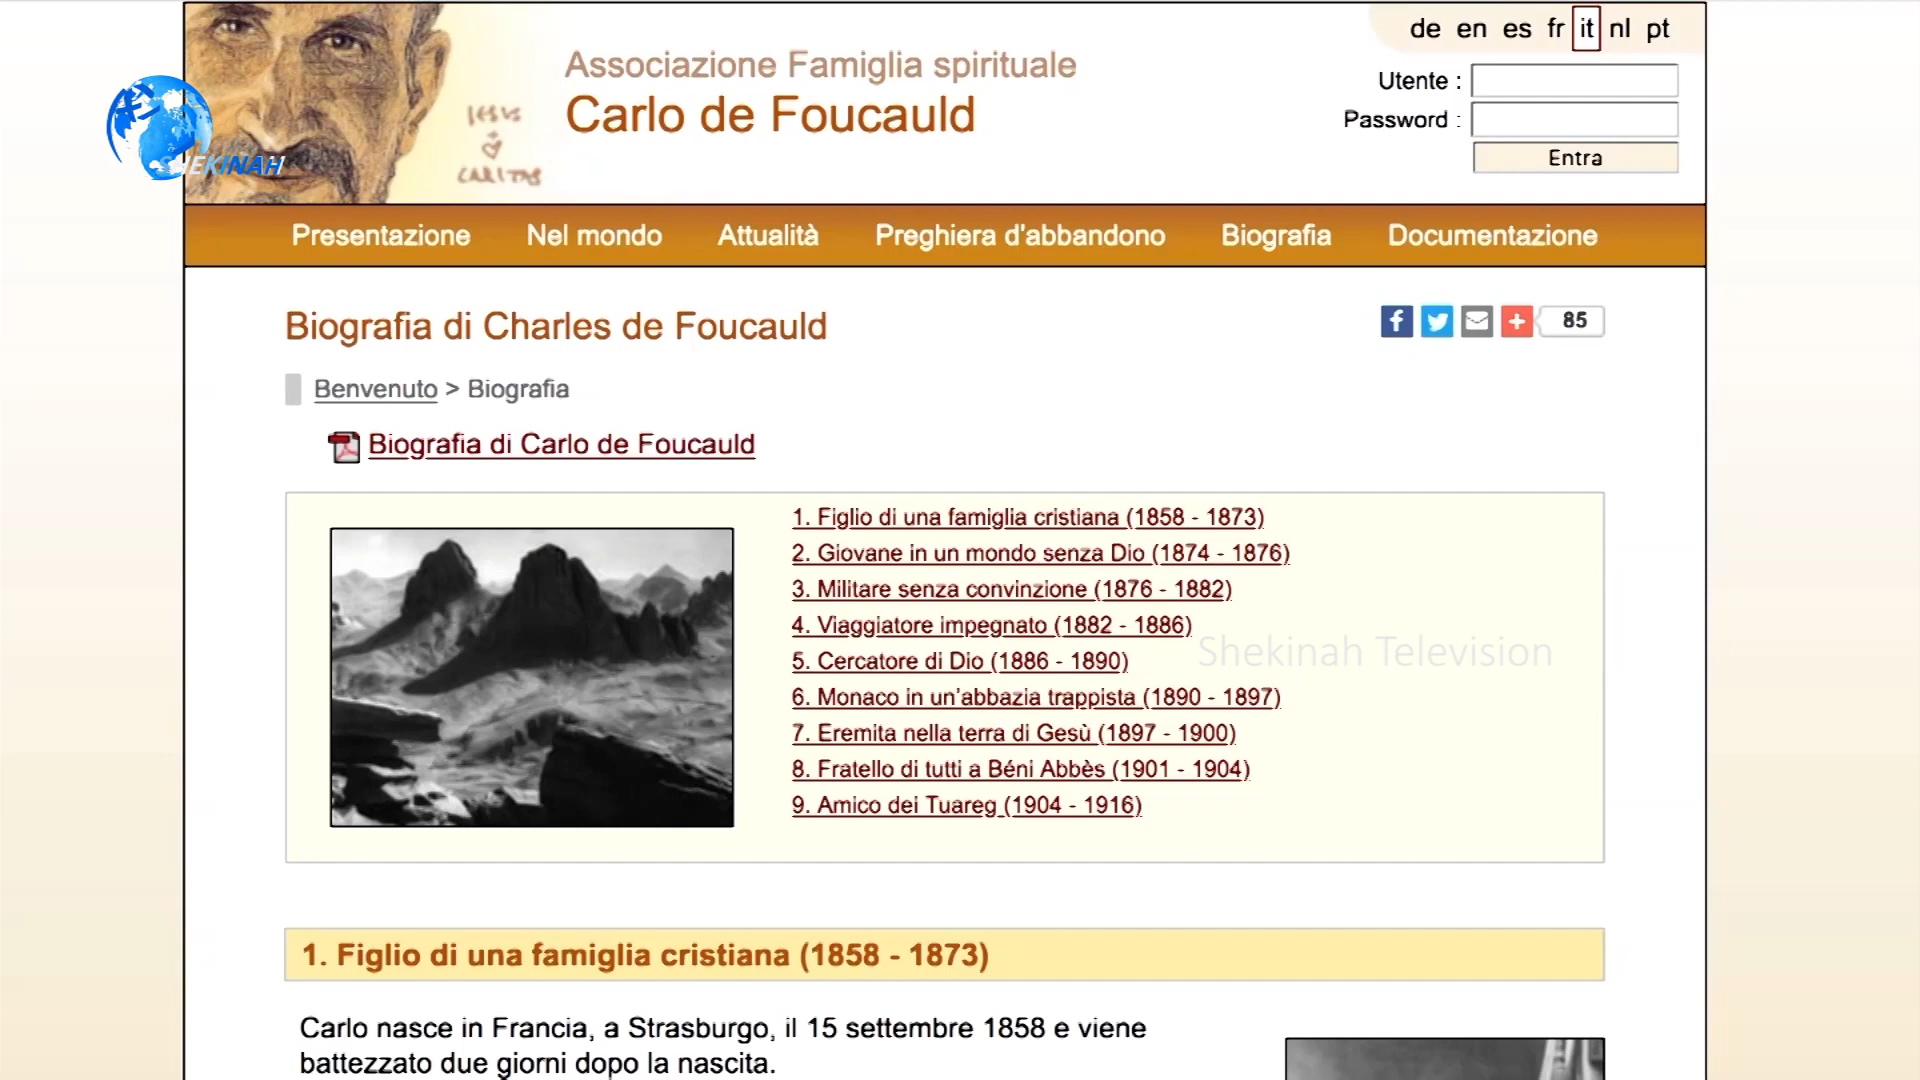 de en es fr it nl pt
Associazione Famiglia spirituale
Carlo de Foucauld
IESUS
CARITAS
SHEKINAH
Utente :
Password :
Entra
Presentazione Nel mondo Attualità Preghiera d'abbandono Biografia Documentazione
Biografia di Charles de Foucauld
85
Benvenuto > Biografia
Biografia di Carlo de Foucauld
1. Figlio di una famiglia cristiana (1858 - 1873)
2. Giovane in un mondo senza Dio (1874 - 1876)
3. Militare senza convinzione (1876 - 1882)
4. Viaggiatore impegnato (1882 - 1886)
5. Cercatore di Dio (1886 - 1890)
6. Monaco in un'abbazia trappista (1890 - 1897)
7. Eremita nella terra di Gesù (1897 - 1900)
8. Fratello di tutti a Béni Abbès (1901 - 1904)
9. Amico dei Tuareg (1904 - 1916)
Shekinah Television
1. Figlio di una famiglia cristiana (1858 - 1873)
Carlo nasce in Francia, a Strasburgo, il 15 settembre 1858 e viene
battezzato due giorni dopo la nascita.